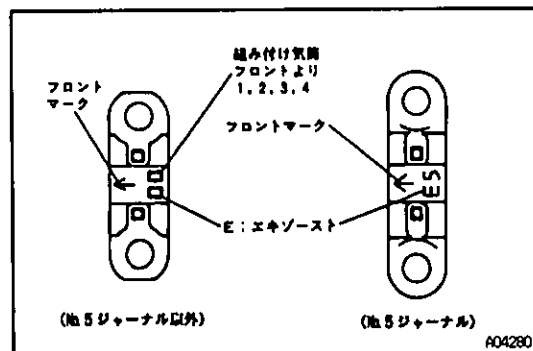 組み付け気筒
フロントより
1, 2, 3, 4
フロント
マーク
フロントマーク
E5
E：エキゾースト
(№5ジャーナル以外)
(№5ジャーナル)
A04280